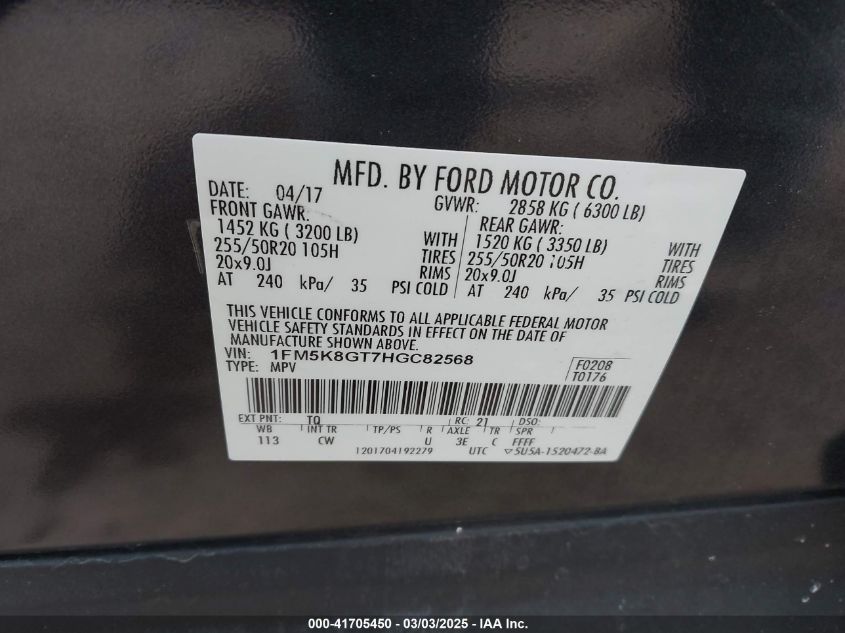 MFD. BY FORD MOTOR CO.
DATE: 04/17 GVWR: 2858 KG ( 6300 LB)
FRONT GAWR: REAR GAWR:
1452 KG ( 3200 LB) WITH 1520 KG ( 3350 LB) WITH
255/50R20 105H TIRES 255/50R20 105H TIRES
20x9.0J RIMS 20x9.0J RIMS
AT 240 kPa/ 35 PSI COLD AT 240 kPa/ 35 PSI COLD
THIS VEHICLE CONFORMS TO ALL APPLICABLE FEDERAL MOTOR
VEHICLE SAFETY STANDARDS IN EFFECT ON THE DATE OF
MANUFACTURE SHOWN ABOVE.
VIN: 1FM5K8GT7HGC82568 F0208
TYPE: MPV T0176
EXT PNT: TQ RC: 21 DSO:
WB INT TR TP/PS R AXLE TR SPR
113 CW U 3E C FFFF
1201704192279 UTC ▽5U5A-1520472-BA
000-41705450 - 03/03/2025 - IAA Inc.